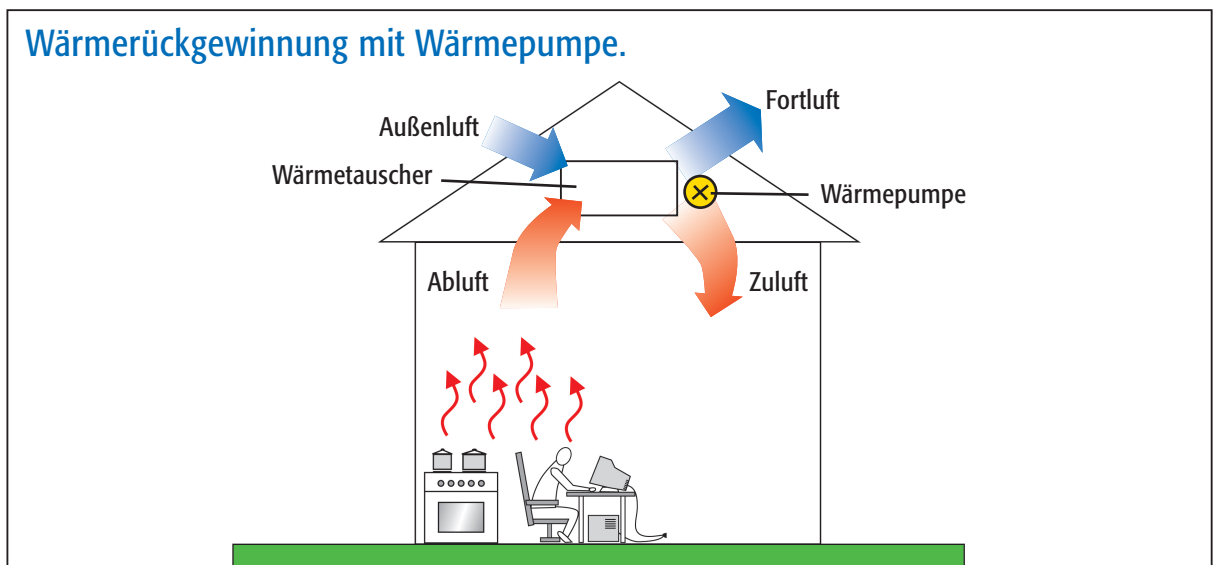 Wärmerückgewinnung mit Wärmepumpe.
Fortluft
Außenluft
Wärmetauscher
Wärmepumpe
Abluft
Zuluft